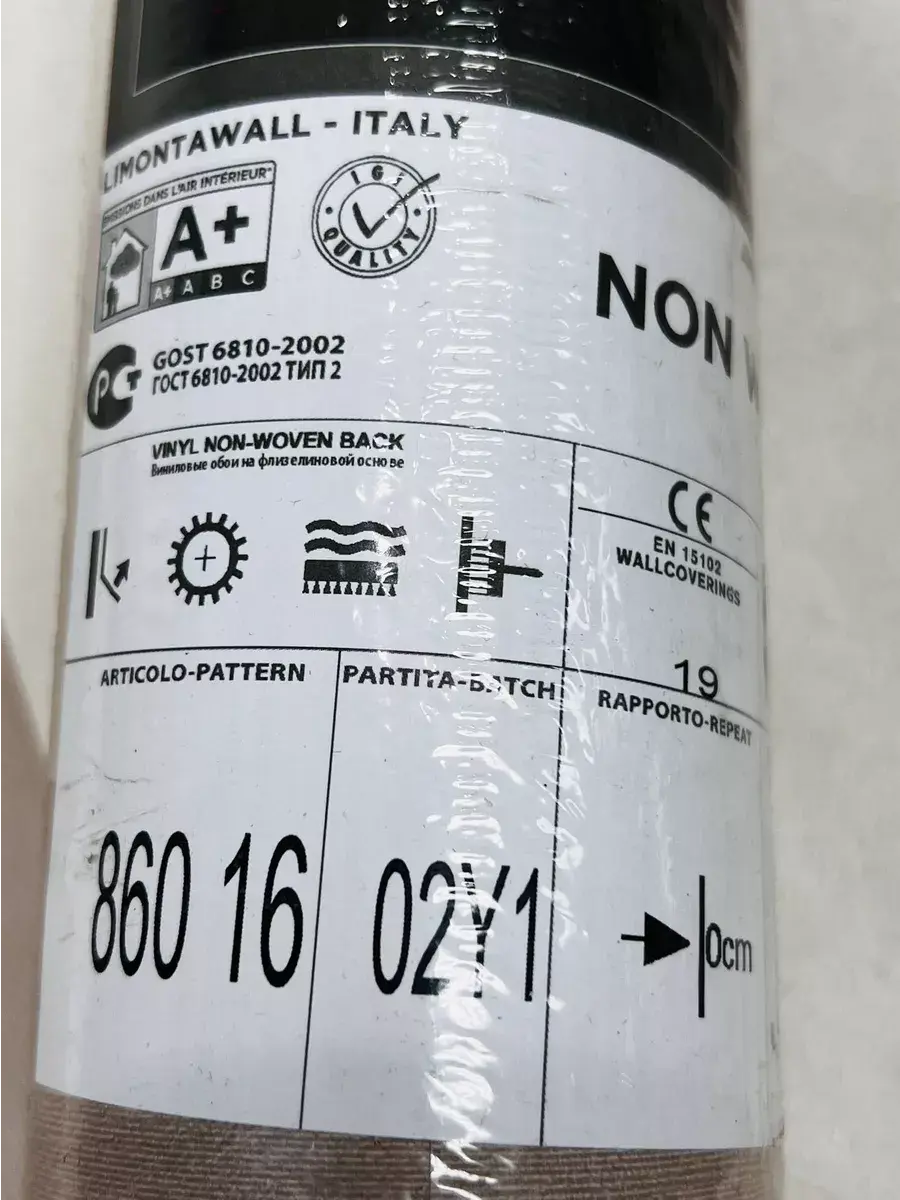 LIMONTAWALL - ITALY
ÉMISSIONS DANS L'AIR INTÉRIEUR*
A+
A+ A B C
IGI
QUALITY
NON
GOST 6810-2002
ГОСТ 6810-2002 ТИП 2
РСТ
VINYL NON-WOVEN BACK
Виниловые обои на флизелиновой основе
CE
EN 15102
WALLCOVERINGS
19
ARTICOLO-PATTERN
PARTITA-BATCH
RAPPORTO-REPEAT
860 16
02Y1
0cm